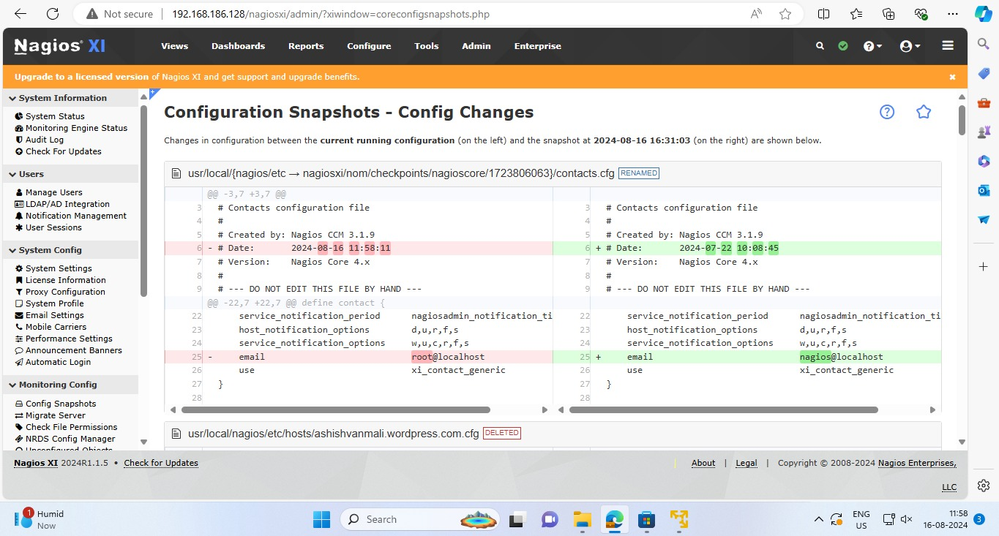 Not secure | 192.168.186.128/nagiosxi/admin/?xiwindow=coreconfigsnapshots.php
Nagios® XI Views Dashboards Reports Configure Tools Admin Enterprise
Upgrade to a licensed version of Nagios XI and get support and upgrade benefits.
System Information
System Status
Monitoring Engine Status
Audit Log
Check For Updates
Users
Manage Users
LDAP/AD Integration
Notification Management
User Sessions
System Config
System Settings
License Information
Proxy Configuration
System Profile
Email Settings
Mobile Carriers
Performance Settings
Announcement Banners
Automatic Login
Monitoring Config
Config Snapshots
Migrate Server
Check File Permissions
NRDS Config Manager
Unconfigured Objects
Configuration Snapshots - Config Changes
Changes in configuration between the current running configuration (on the left) and the snapshot at 2024-08-16 16:31:03 (on the right) are shown below.
usr/local/{nagios/etc → nagiosxi/nom/checkpoints/nagioscore/1723806063}/contacts.cfg RENAMED
@@ -3,7 +3,7 @@
3 # Contacts configuration file
4 #
5 # Created by: Nagios CCM 3.1.9
6 - # Date: 2024-08-16 11:58:11
7 # Version: Nagios Core 4.x
8 #
9 # --- DO NOT EDIT THIS FILE BY HAND ---
@@ -22,7 +22,7 @@ define contact {
22 service_notification_period nagiosadmin_notification_ti
23 host_notification_options d,u,r,f,s
24 service_notification_options w,u,c,r,f,s
25 - email root@localhost
26 use xi_contact_generic
27 }
28
3 # Contacts configuration file
4 #
5 # Created by: Nagios CCM 3.1.9
6 + # Date: 2024-07-22 10:08:45
7 # Version: Nagios Core 4.x
8 #
9 # --- DO NOT EDIT THIS FILE BY HAND ---
22 service_notification_period nagiosadmin_notification_ti
23 host_notification_options d,u,r,f,s
24 service_notification_options w,u,c,r,f,s
25 + email nagios@localhost
26 use xi_contact_generic
27 }
28
usr/local/nagios/etc/hosts/ashishvanmali.wordpress.com.cfg DELETED
Nagios XI 2024R1.1.5 • Check for Updates
About | Legal | Copyright © 2008-2024 Nagios Enterprises,
LLC
1
Humid
Now
Search
ENG
US
11:58
16-08-2024
3